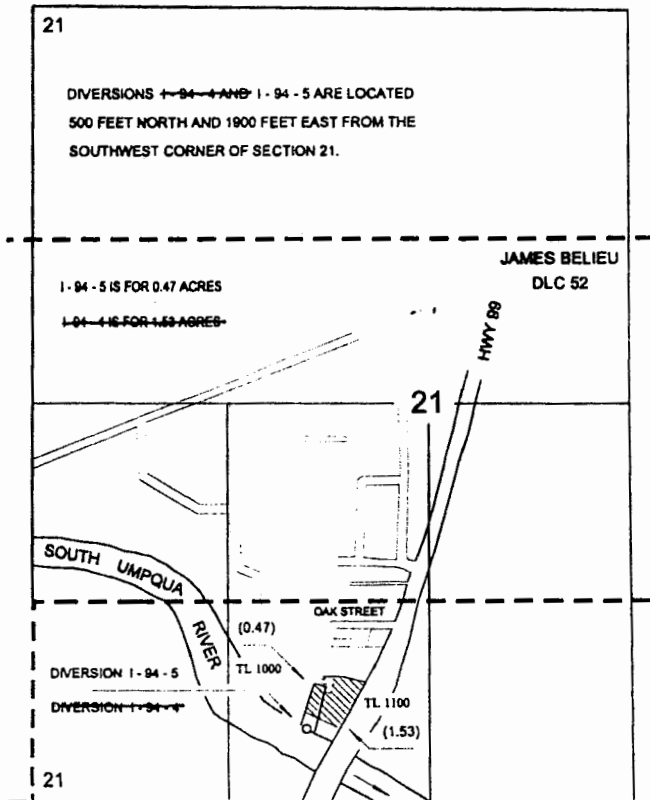 21
DIVERSIONS I - 94 - 4 AND I - 94 - 5 ARE LOCATED
500 FEET NORTH AND 1900 FEET EAST FROM THE
SOUTHWEST CORNER OF SECTION 21.
JAMES BELIEU
DLC 52
I - 94 - 5 IS FOR 0.47 ACRES
I-94 - 4 IS FOR 1.53 ACRES
HWY 99
21
SOUTH UMPQUA
RIVER
OAK STREET
(0.47)
TL 1000
DIVERSION I - 94 - 5
DIVERSION I - 94 - 4
TL 1100
(1.53)
21